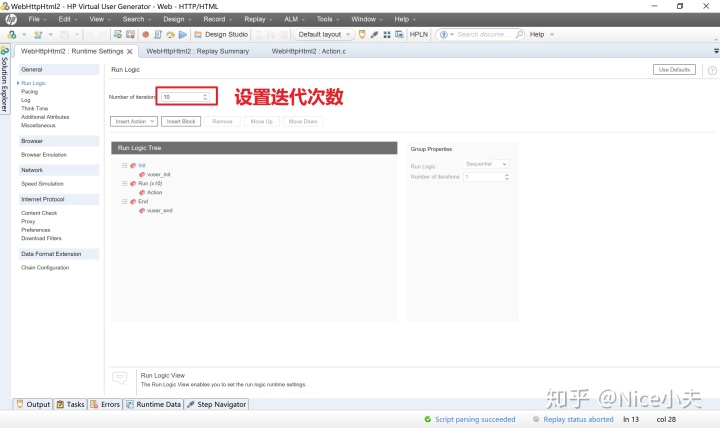 WebHttpHtml2 - HP Virtual User Generator - Web - HTTP/HTML
File Edit View Search Design Record Replay ALM Tools Window Help
Design Studio Default layout HPLN Search documen... Help
WebHttpHtml2 : Runtime Settings WebHttpHtml2 : Replay Summary WebHttpHtml2 : Action.c
Solution Explorer
General
Run Logic
Pacing
Log
Think Time
Additional Attributes
Miscellaneous
Browser
Browser Emulation
Network
Speed Simulation
Internet Protocol
Content Check
Proxy
Preferences
Download Filters
Data Format Extension
Chain Configuration
Run Logic
Use Defaults
Number of iterations 10
设置迭代次数
Insert Action Insert Block Remove Move Up Move Down
Run Logic Tree
Init
vuser_init
Run (x10)
Action
End
vuser_end
Group Properties
Run Logic Sequential
Number of iterations 1
Run Logic View
The Run Logic View enables you to set the run logic runtime settings.
Output Tasks Errors Runtime Data Step Navigator
知乎 @Nice小夫
Script parsing succeeded Replay status aborted ln 13 col 28